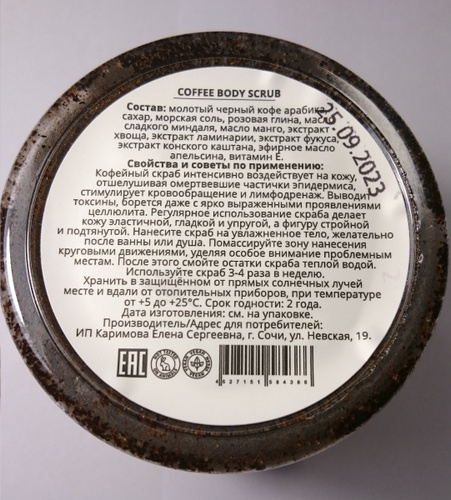 COFFEE BODY SCRUB
Состав: молотый черный кофе арабика,
сахар, морская соль, розовая глина, масло
сладкого миндаля, масло манго, экстракт
хвоща, экстракт ламинарии, экстракт фукуса,
экстракт конского каштана, эфирное масло
апельсина, витамин Е.
25.09.2023
Свойства и советы по применению:
Кофейный скраб интенсивно воздействует на кожу,
отшелушивая омертвевшие частички эпидермиса,
стимулирует кровообращение и лимфодренаж. Выводит
токсины, борется даже с ярко выраженными проявлениями
целлюлита. Регулярное использование скраба делает
кожу эластичной, гладкой и упругой, а фигуру стройной
и подтянутой. Нанесите скраб на увлажненное тело, желательно
после ванны или душа. Помассируйте зону нанесения
круговыми движениями, уделяя особое внимание проблемным
местам. После этого смойте остатки скраба теплой водой.
Используйте скраб 3-4 раза в неделю.
Хранить в защищённом от прямых солнечных лучей
месте и вдали от отопительных приборов, при температуре
от +5 до +25°С. Срок годности: 2 года.
Дата изготовления: см. на упаковке.
Производитель/Адрес для потребителей:
ИП Каримова Елена Сергеевна, г. Сочи, ул. Невская, 19.
EAC